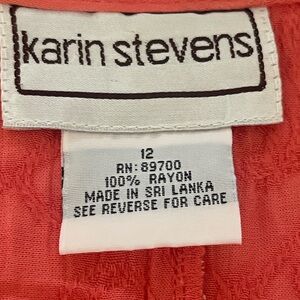 karin stevens
12
RN: 89700
100% RAYON
MADE IN SRI LANKA
SEE REVERSE FOR CARE